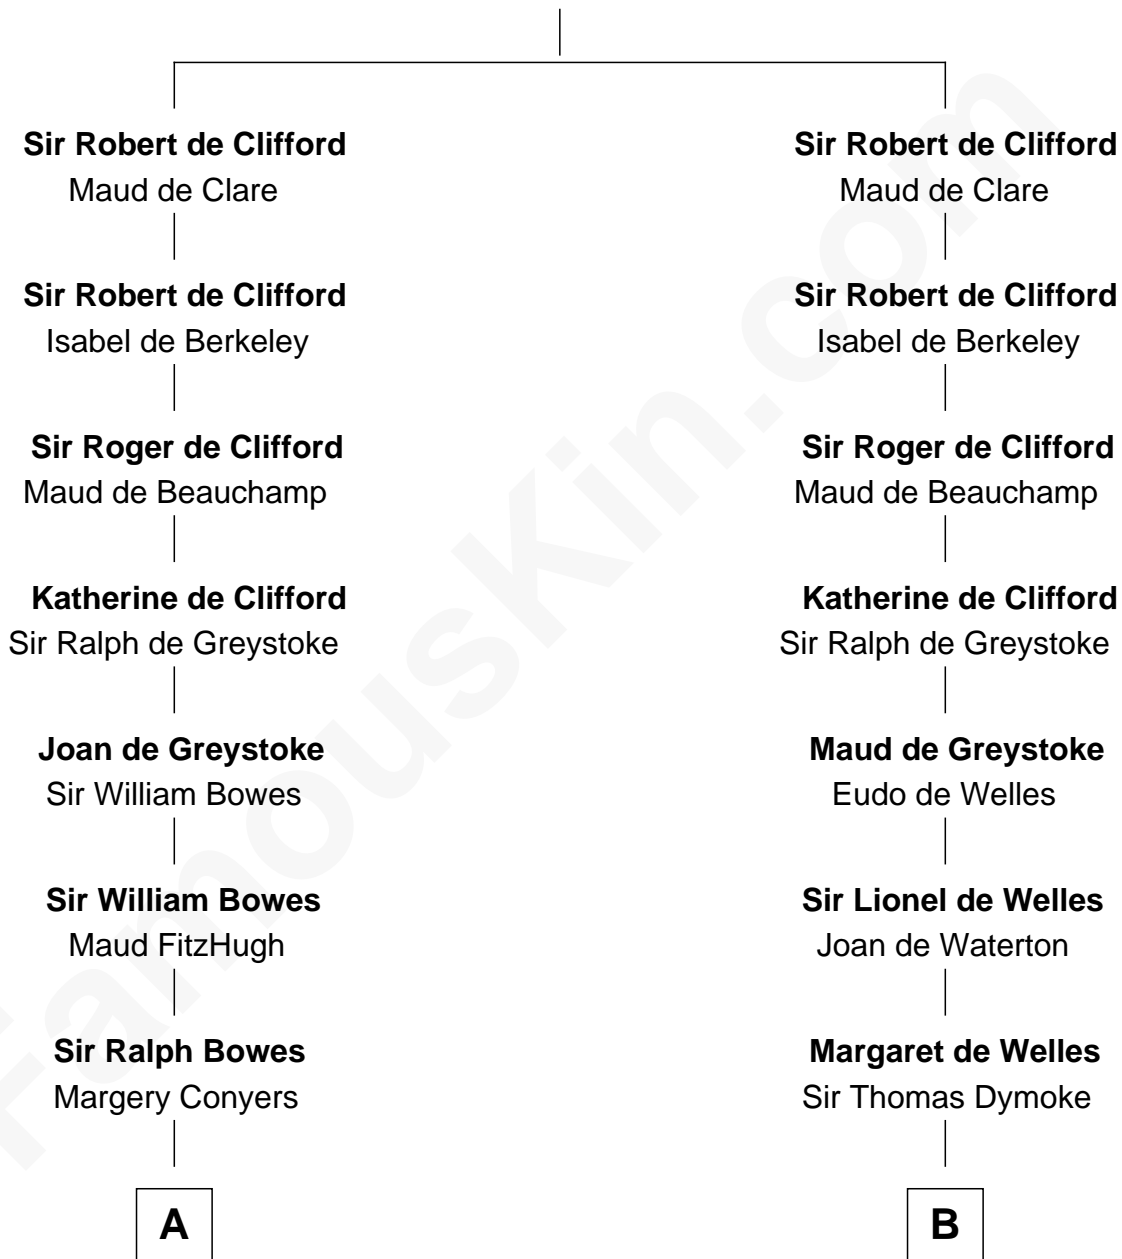 Sir Robert de Clifford
Maud de Clare
Sir Robert de Clifford
Isabel de Berkeley
Sir Roger de Clifford
Maud de Beauchamp
Katherine de Clifford
Sir Ralph de Greystoke
Joan de Greystoke
Sir William Bowes
Sir William Bowes
Maud FitzHugh
Sir Ralph Bowes
Margery Conyers
A
Sir Robert de Clifford
Maud de Clare
Sir Robert de Clifford
Isabel de Berkeley
Sir Roger de Clifford
Maud de Beauchamp
Katherine de Clifford
Sir Ralph de Greystoke
Maud de Greystoke
Eudo de Welles
Sir Lionel de Welles
Joan de Waterton
Margaret de Welles
Sir Thomas Dymoke
B
FamousKin.com